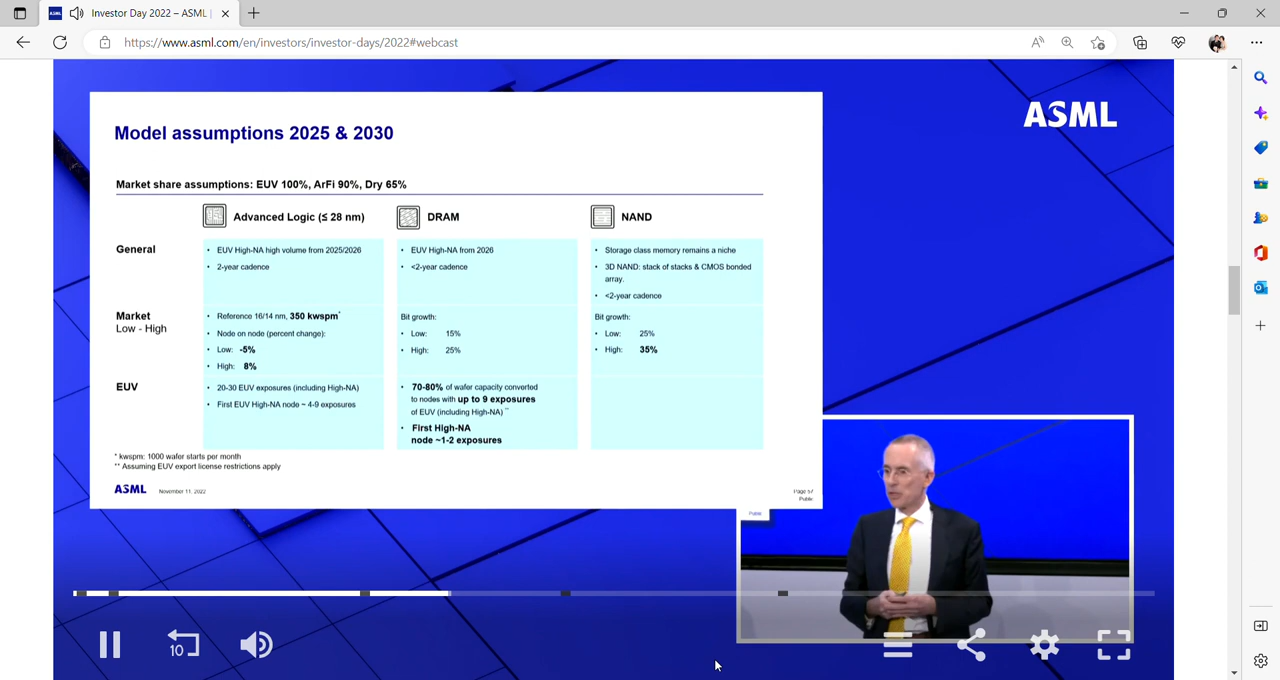 Investor Day 2022 – ASML |
https://www.asml.com/en/investors/investor-days/2022#webcast
ASML
Model assumptions 2025 & 2030
Market share assumptions: EUV 100%, ArFi 90%, Dry 65%
Advanced Logic (≤ 28 nm)
DRAM
NAND
General
• EUV High-NA high volume from 2025/2026
• 2-year cadence
• EUV High-NA from 2026
• <2-year cadence
• Storage class memory remains a niche
• 3D NAND: stack of stacks & CMOS bonded
array.
• <2-year cadence
Market
Low - High
• Reference 16/14 nm, 350 kwspm*
• Node on node (percent change):
• Low: -5%
• High: 8%
Bit growth:
• Low: 15%
• High: 25%
Bit growth:
• Low: 25%
• High: 35%
EUV
• 20-30 EUV exposures (including High-NA)
• First EUV High-NA node ~ 4-9 exposures
• 70-80% of wafer capacity converted
to nodes with up to 9 exposures
of EUV (including High-NA) **
• First High-NA
node ~1-2 exposures
* kwspm: 1000 wafer starts per month
** Assuming EUV export license restrictions apply
ASML
November 11, 2022
Page 57
Public
Public
10